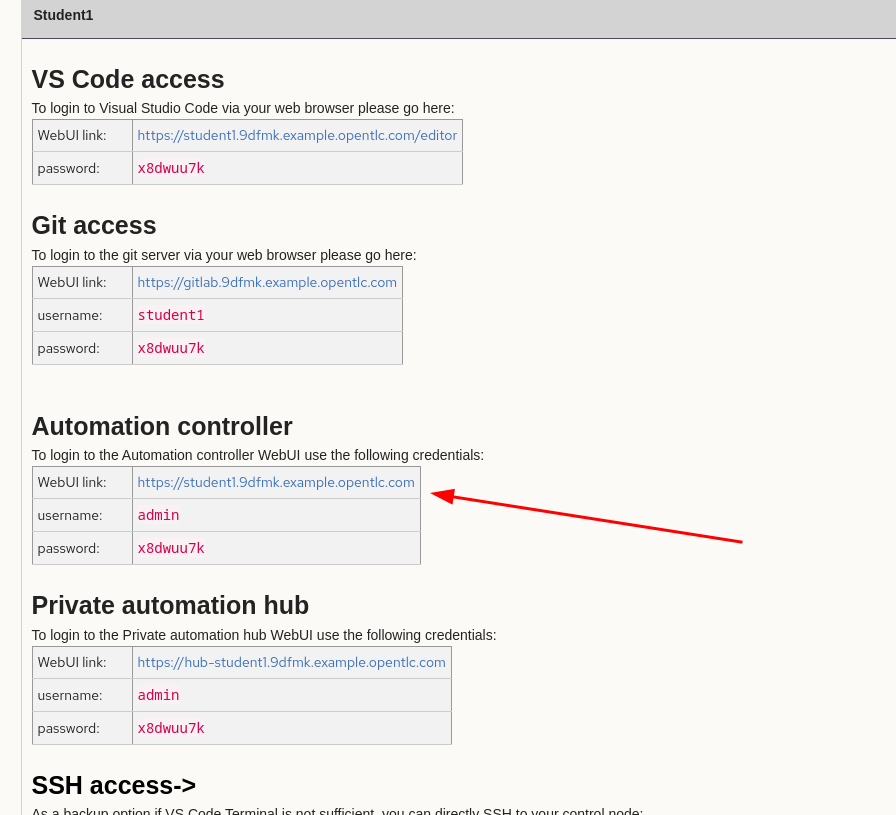 Student1
VS Code access
To login to Visual Studio Code via your web browser please go here:
WebUI link: https://student1.9dfmk.example.opentlc.com/editor
password: x8dwuu7k
Git access
To login to the git server via your web browser please go here:
WebUI link: https://gitlab.9dfmk.example.opentlc.com
username: student1
password: x8dwuu7k
Automation controller
To login to the Automation controller WebUI use the following credentials:
WebUI link: https://student1.9dfmk.example.opentlc.com
username: admin
password: x8dwuu7k
Private automation hub
To login to the Private automation hub WebUI use the following credentials:
WebUI link: https://hub-student1.9dfmk.example.opentlc.com
username: admin
password: x8dwuu7k
SSH access->
As a backup option if VS Code Terminal is not sufficient, you can directly SSH to your control node: